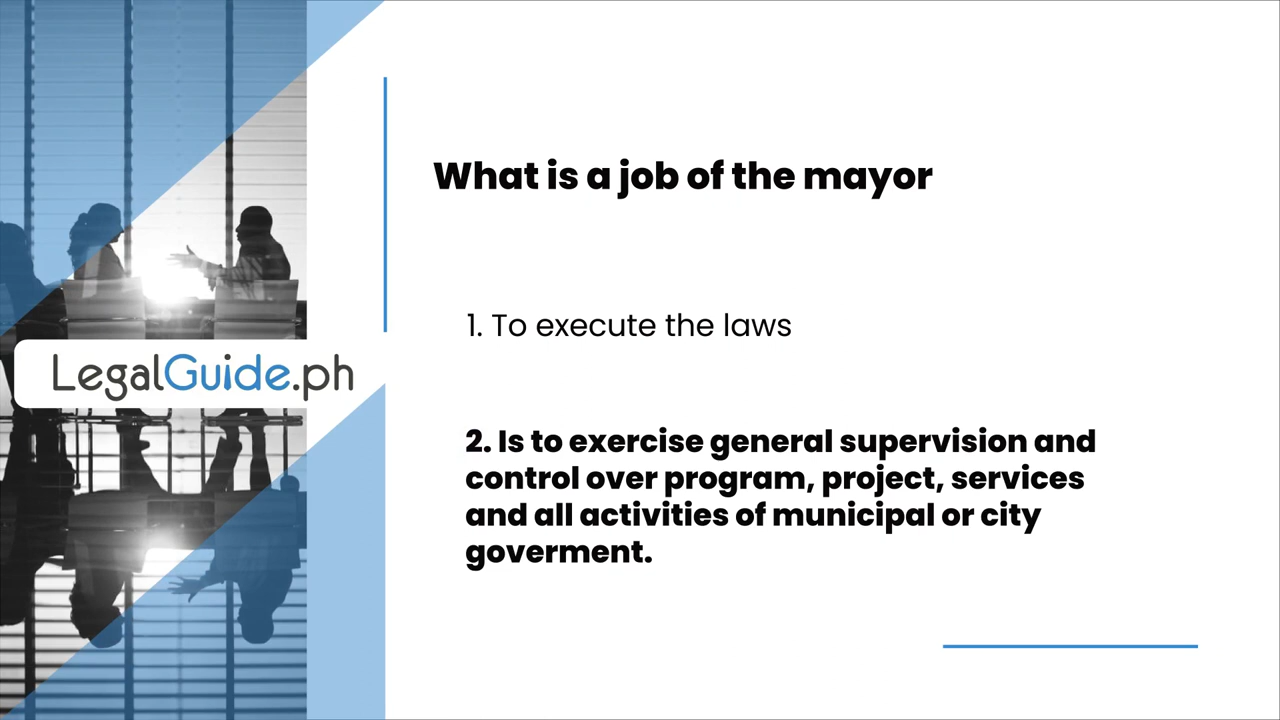 What is a job of the mayor
1. To execute the laws
LegalGuide.ph
2. Is to exercise general supervision and
control over program, project, services
and all activities of municipal or city
goverment.